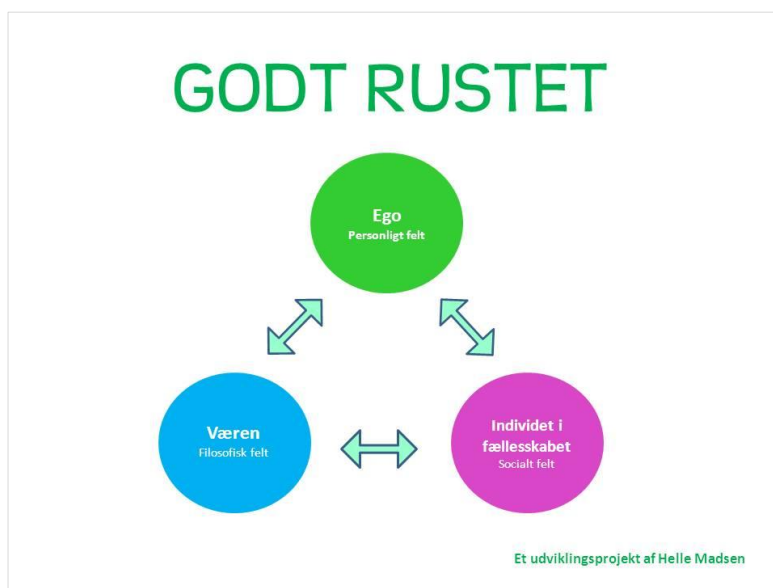 GODT RUSTET
Ego
Personligt felt
Væren
Filosofisk felt
Individet i
fællesskabet
Socialt felt
Et udviklingsprojekt af Helle Madsen